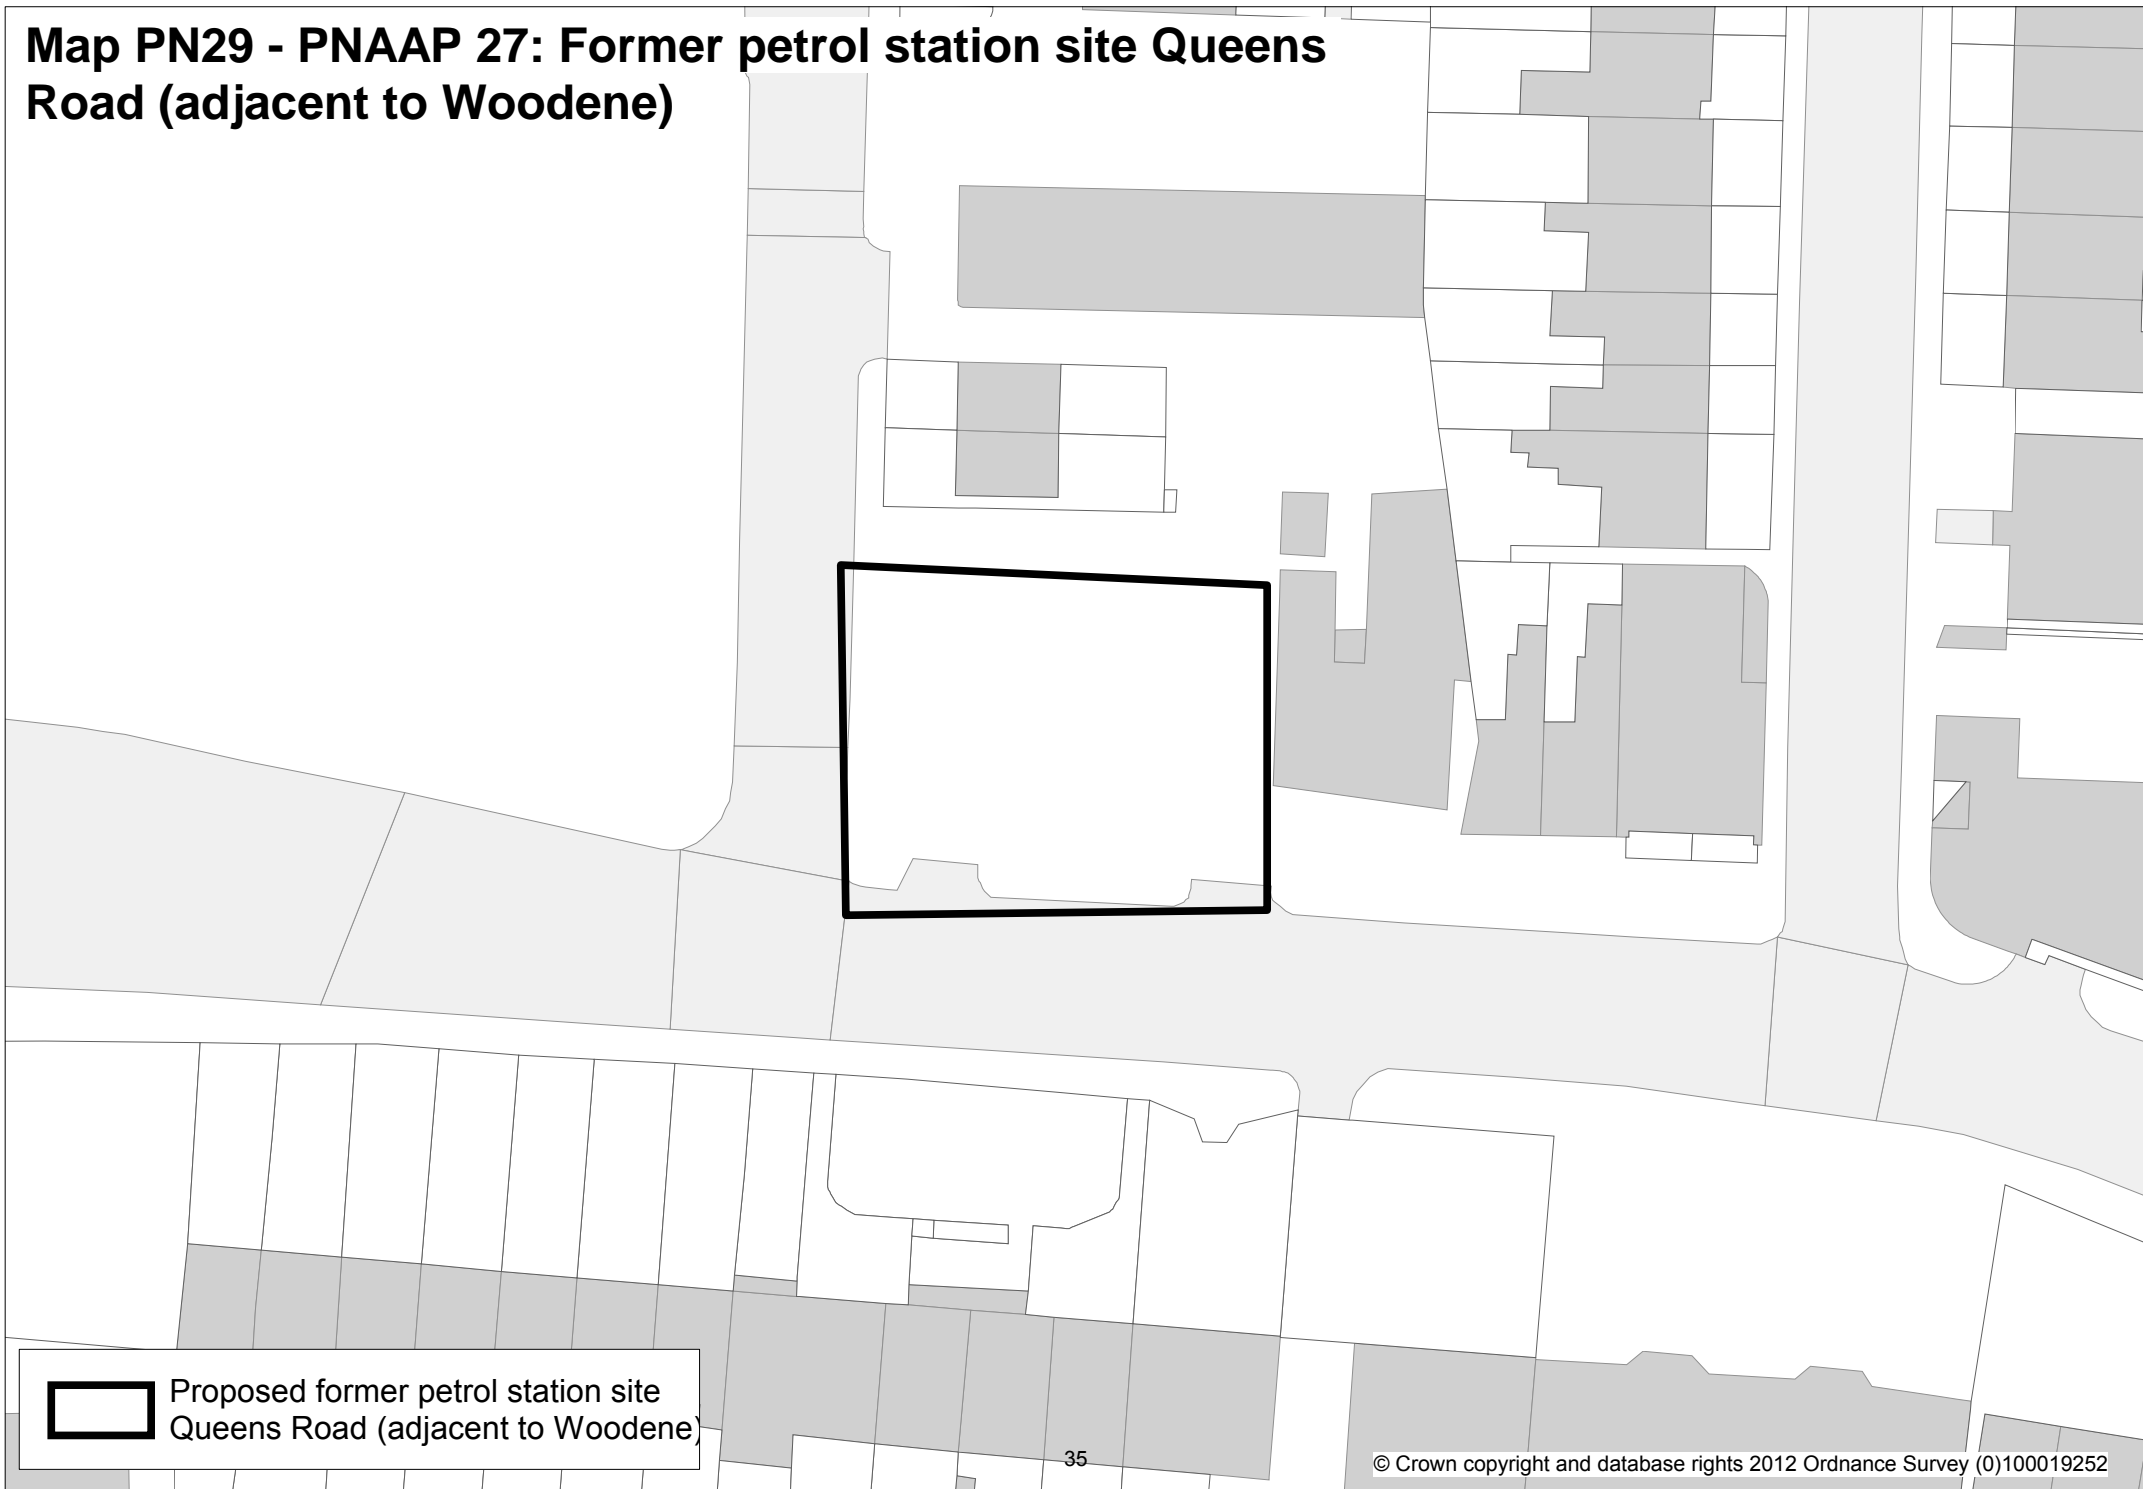 Map PN29 - PNAAP 27: Former petrol station site Queens
Road (adjacent to Woodene)
Proposed former petrol station site
Queens Road (adjacent to Woodene)
35
© Crown copyright and database rights 2012 Ordnance Survey (0)100019252